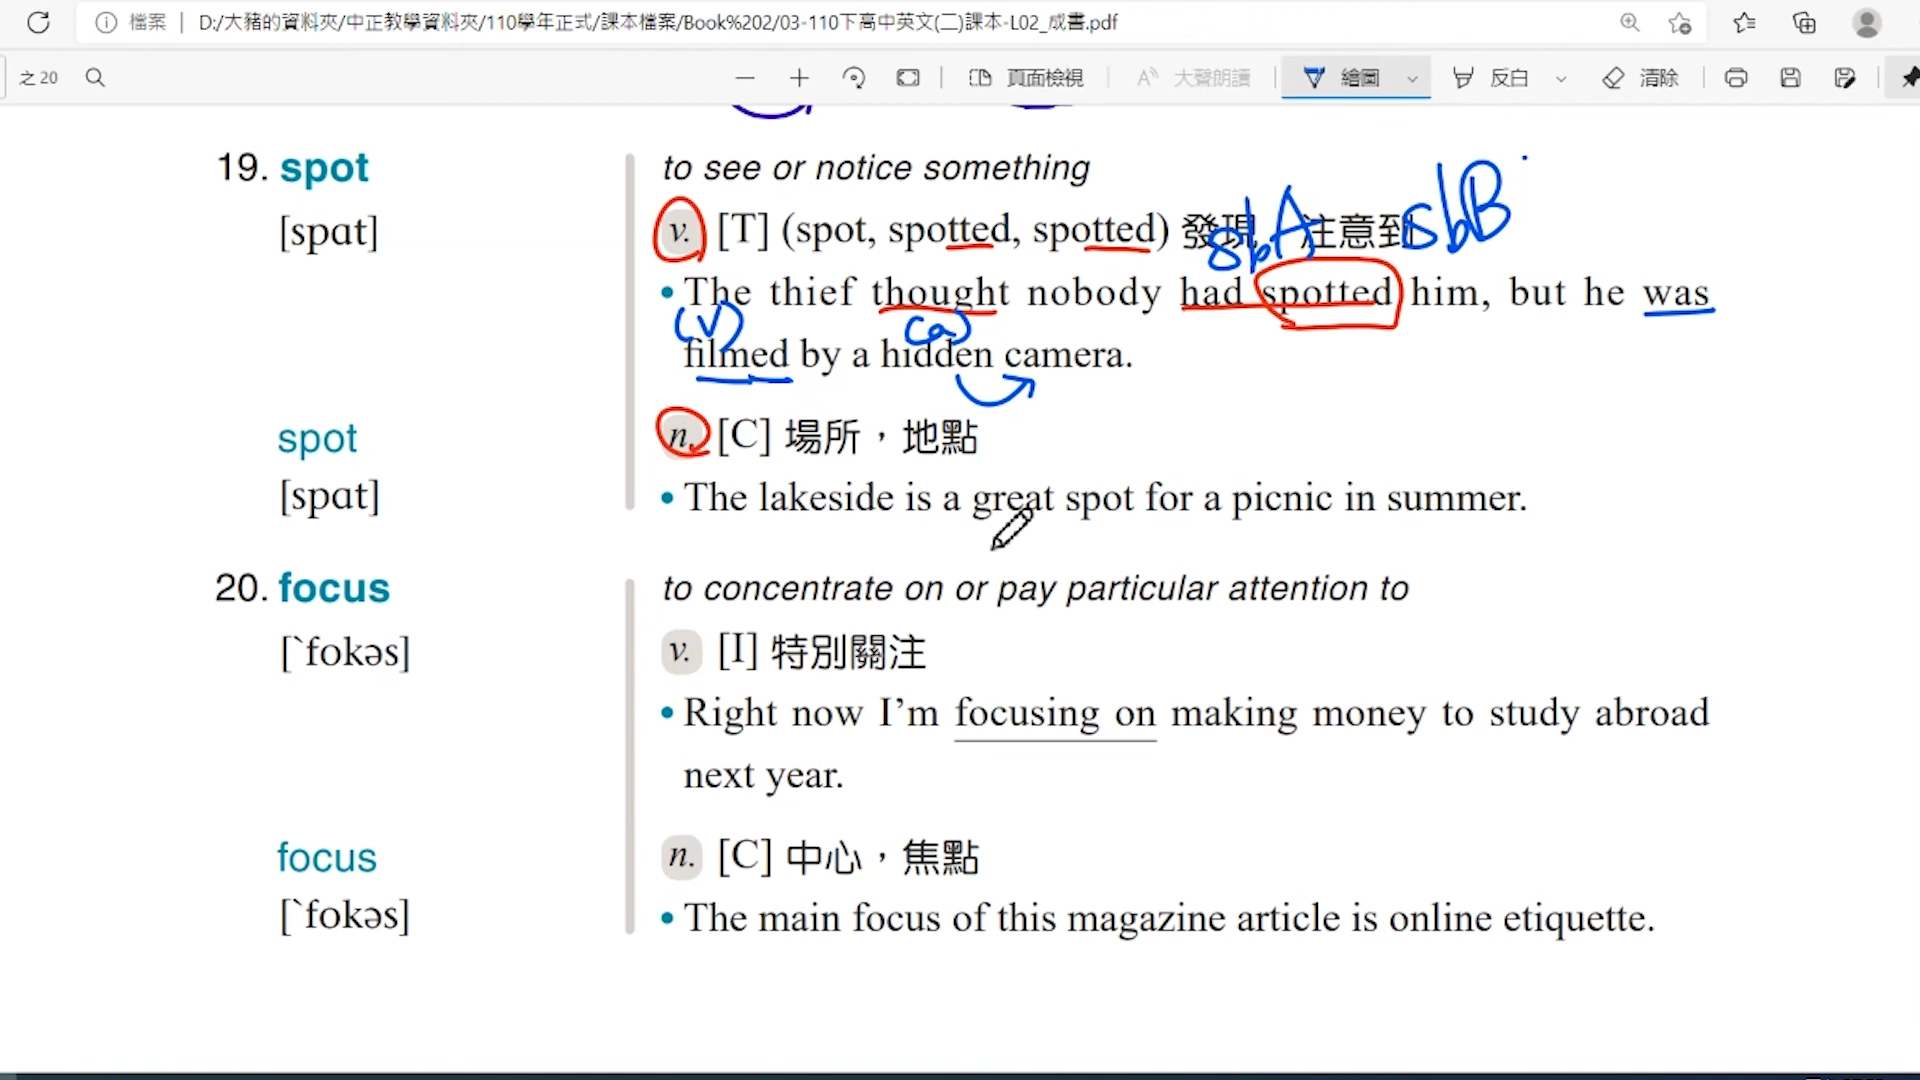 檔案 | D:/大豬的資料夾/中正教學資料夾/110學年正式/課本檔案/Book%202/03-110下高中英文(二)課本-L02_成書.pdf
之 20
頁面檢視
大聲朗讀
繪圖
反白
清除
19. spot
to see or notice something
[spɑt]
v. [T] (spot, spotted, spotted) 發現，注意到
sbA
sbB
• The thief thought nobody had spotted him, but he was
(v)
(a)
filmed by a hidden camera.
spot
n. [C] 場所，地點
[spɑt]
• The lakeside is a great spot for a picnic in summer.
20. focus
to concentrate on or pay particular attention to
[ˋfokəs]
v. [I] 特別關注
• Right now I’m focusing on making money to study abroad
next year.
focus
n. [C] 中心，焦點
[ˋfokəs]
• The main focus of this magazine article is online etiquette.